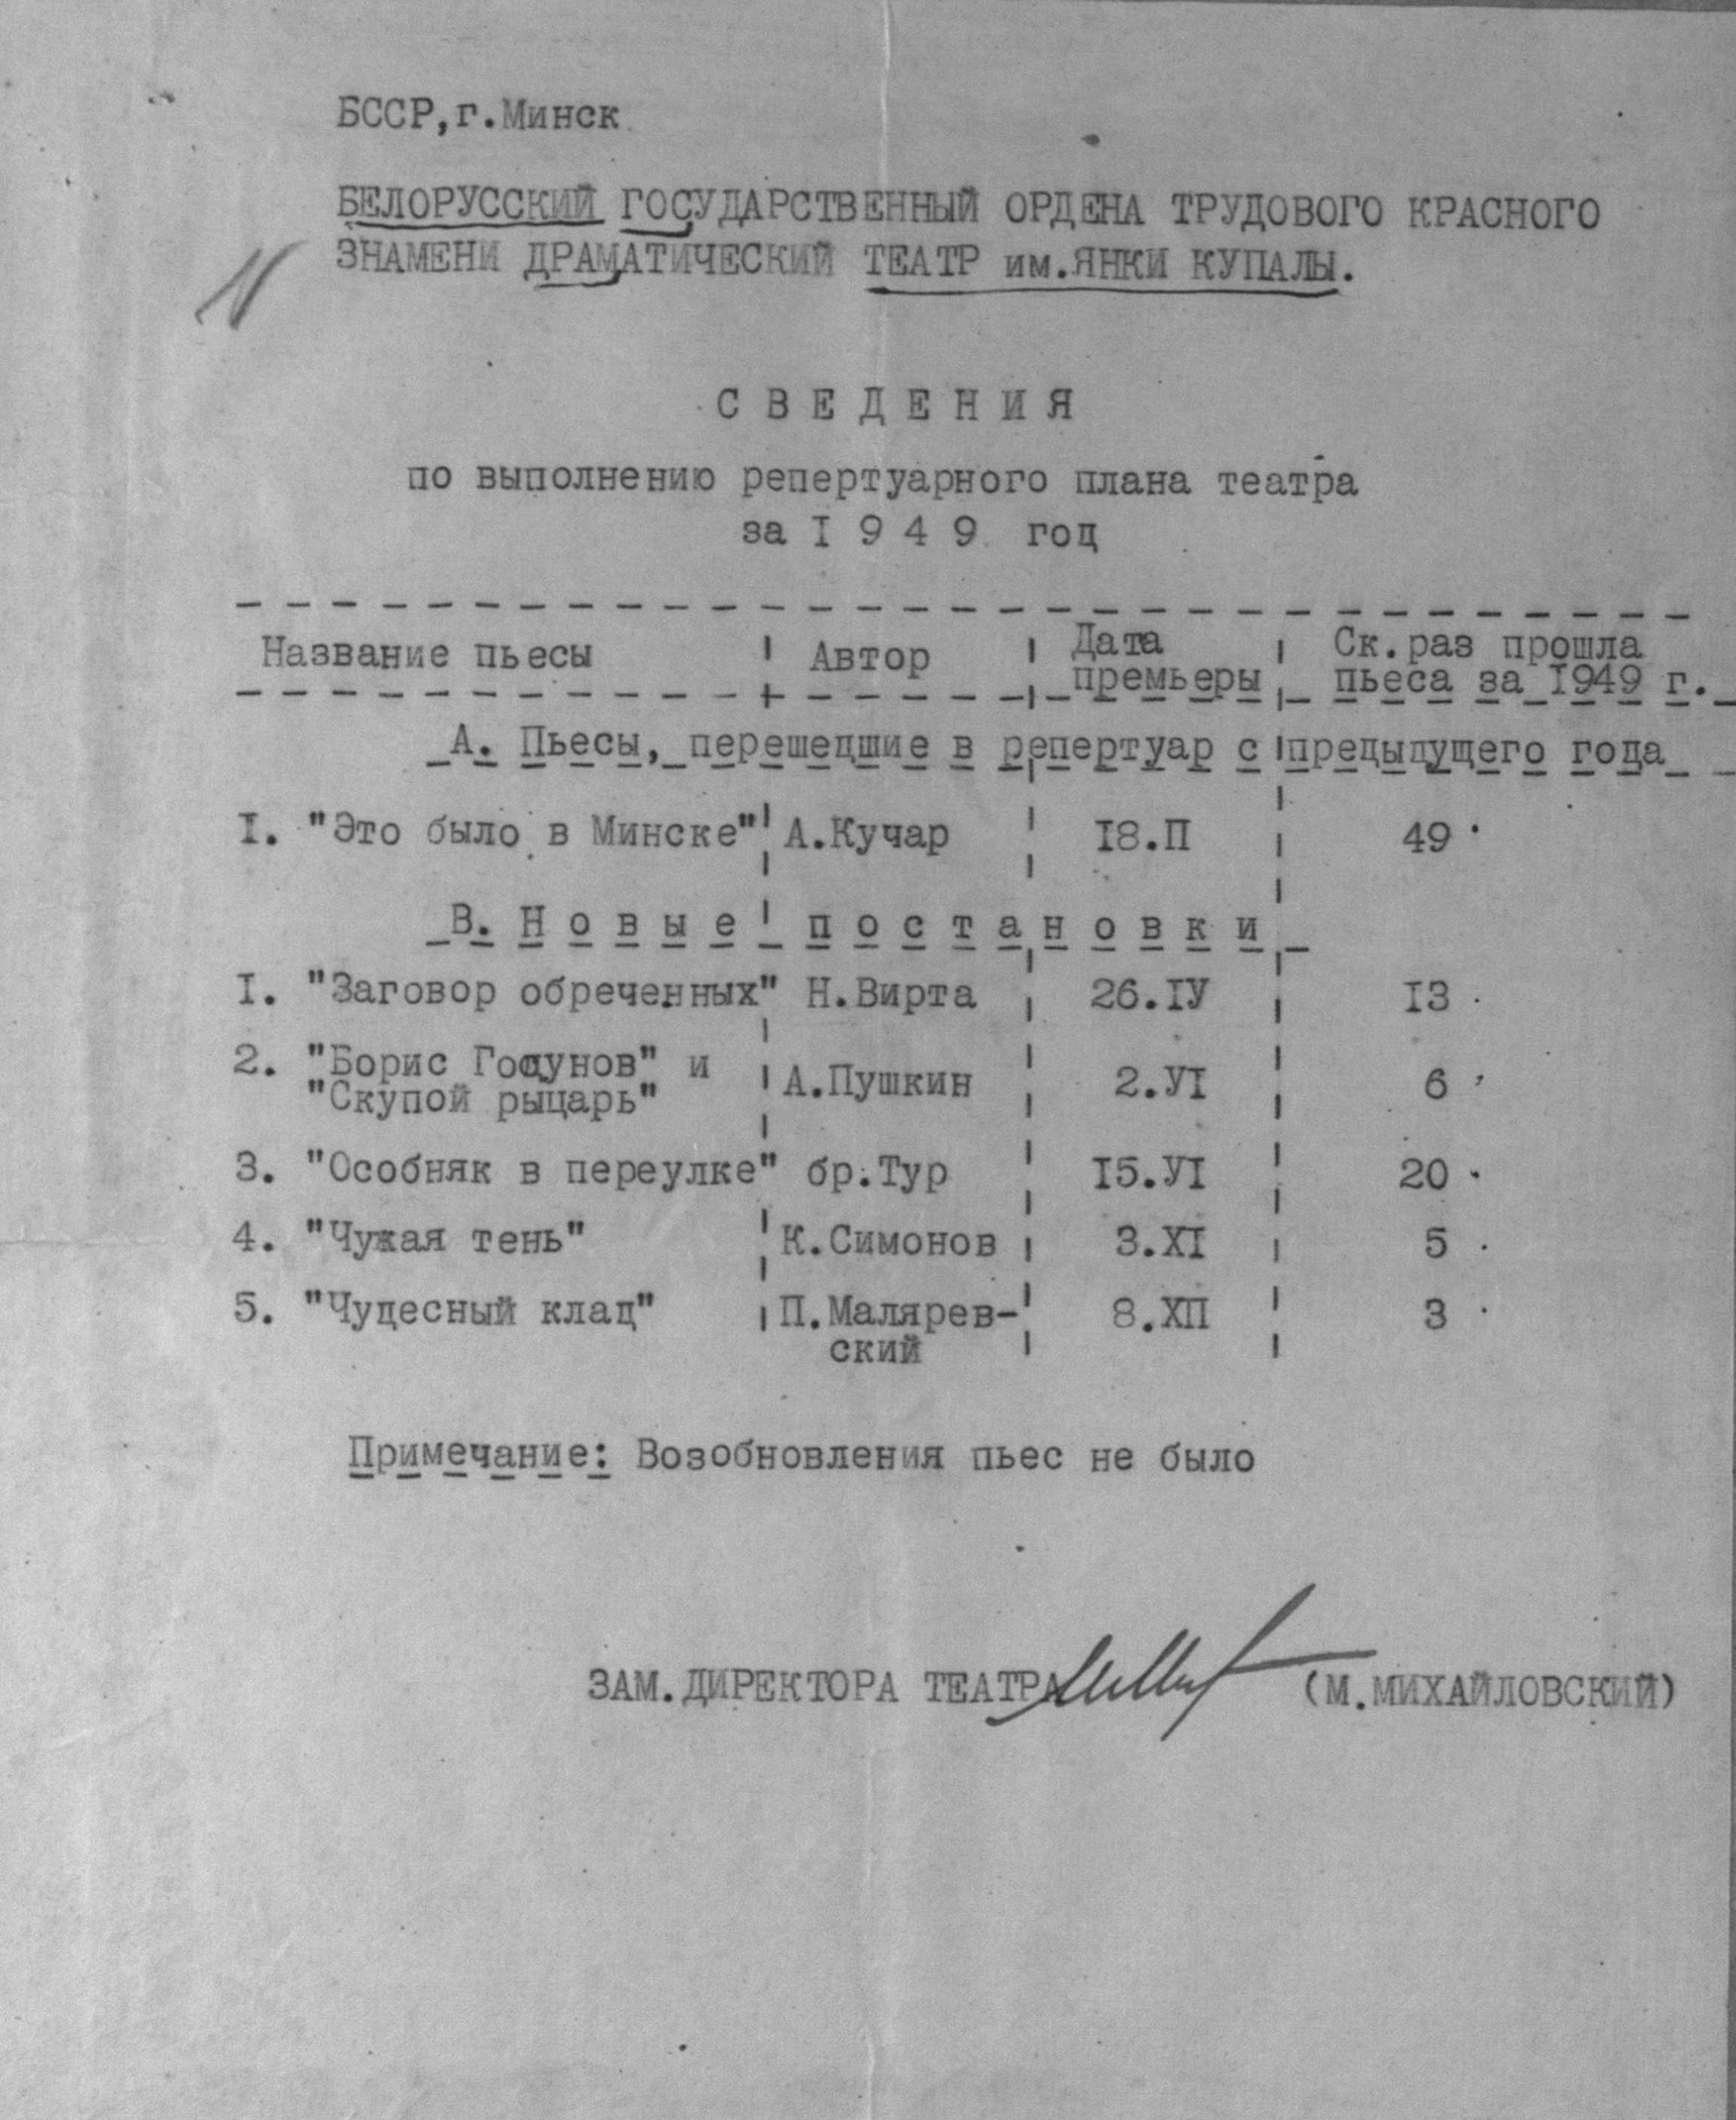 БССР,г.Минск
БЕЛОРУССКИЙ ГОСУДАРСТВЕННЫЙ ОРДЕНА ТРУДОВОГО КРАСНОГО
ЗНАМЕНИ ДРАМАТИЧЕСКИЙ ТЕАТР им.ЯНКИ КУПАЛЫ.
С В Е Д Е Н И Я
по выполнению репертуарного плана театра
за I 9 4 9 год
Название пьесы Автор Дата премьеры Ск.раз прошла пьеса за I949 г.
А. Пьесы, перешедшие в репертуар с предыдущего года
I. "Это было в Минске" А.Кучар I8.П 49
В. Н о в ы е п о с т а н о в к и
I. "Заговор обреченных" Н.Вирта 26.IУ I3
2. "Борис Годунов" и
"Скупой рыцарь" А.Пушкин 2.УI 6
3. "Особняк в переулке" бр.Тур I5.УI 20
4. "Чужая тень" К.Симонов 3.XI 5
5. "Чудесный клад" П.Малярев-
ский 8.ХП 3
Примечание: Возобновления пьес не было
ЗАМ.ДИРЕКТОРА ТЕАТРА (М.МИХАЙЛОВСКИЙ)